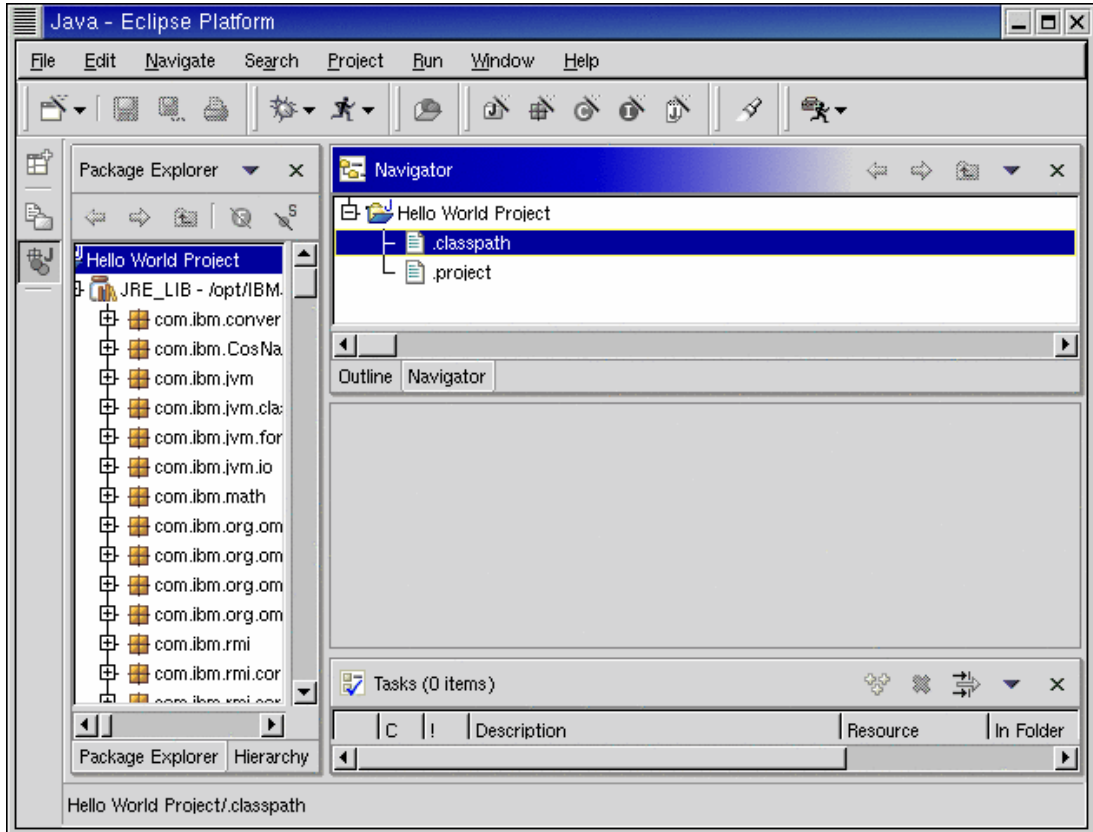 Java - Eclipse Platform
File Edit Navigate Search Project Run Window Help
Package Explorer
Hello World Project
JRE_LIB - /opt/IBM
com.ibm.conver
com.ibm.CosNa
com.ibm.jvm
com.ibm.jvm.cla
com.ibm.jvm.for
com.ibm.jvm.io
com.ibm.math
com.ibm.org.om
com.ibm.org.om
com.ibm.org.om
com.ibm.org.om
com.ibm.rmi
com.ibm.rmi.cor
Package Explorer Hierarchy
Navigator
Hello World Project
.classpath
.project
Outline Navigator
Tasks (0 items)
C ! Description Resource In Folder
Hello World Project/.classpath